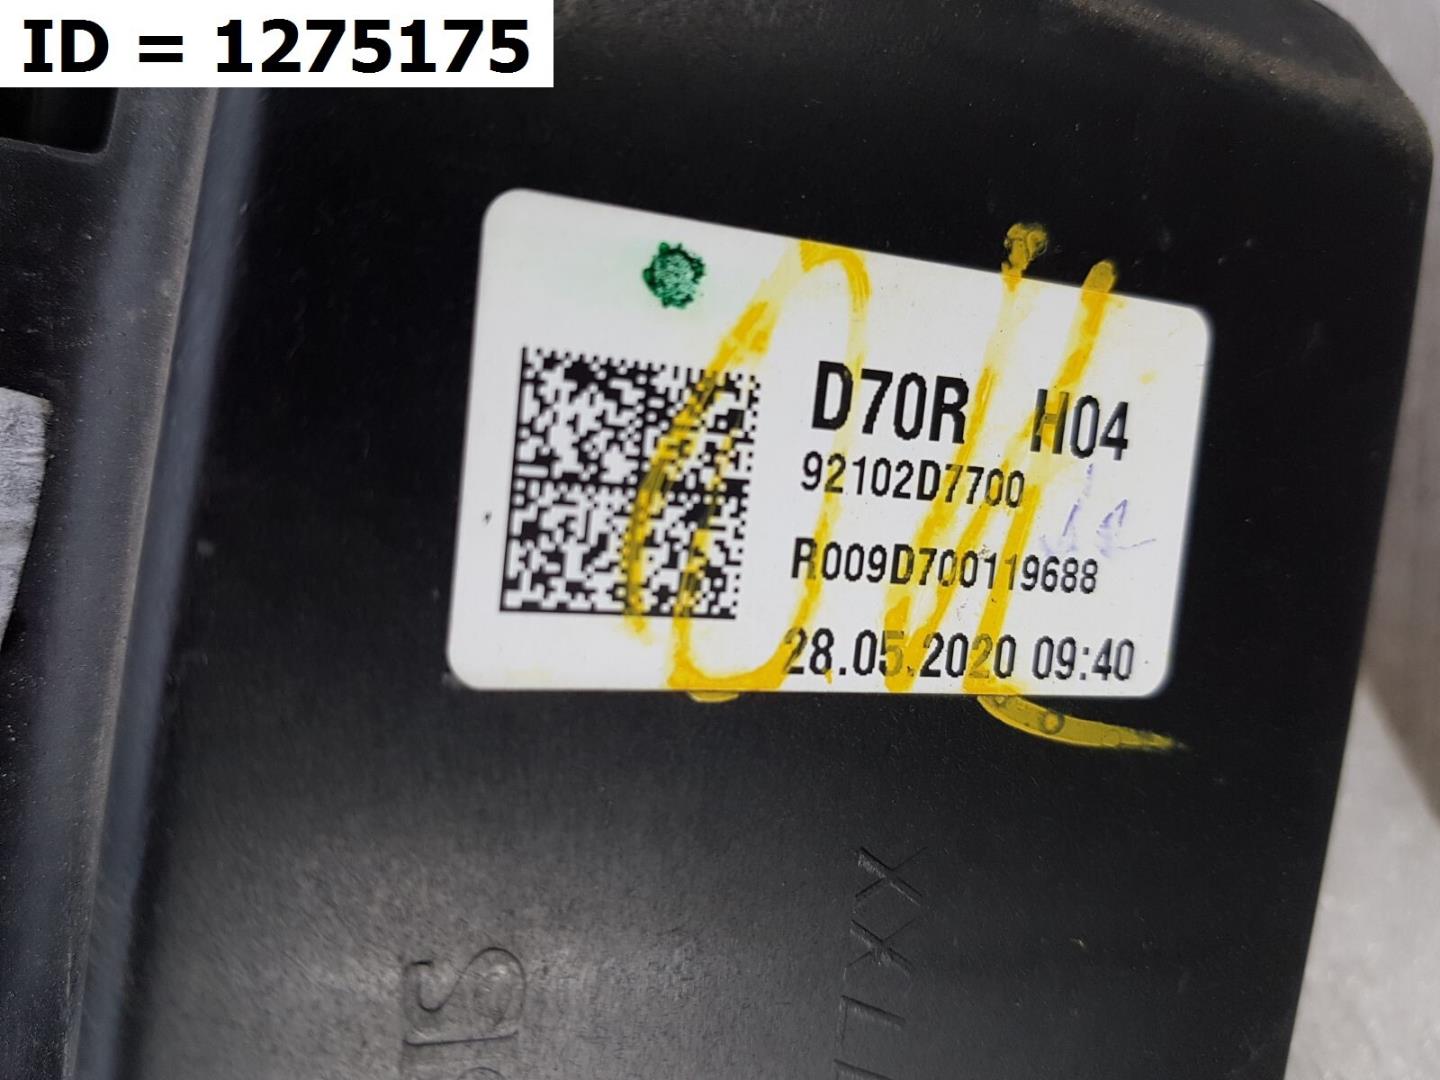 ID = 1275175
D70R H04
92102D7700
R009D700119688
28.05.2020 09:40